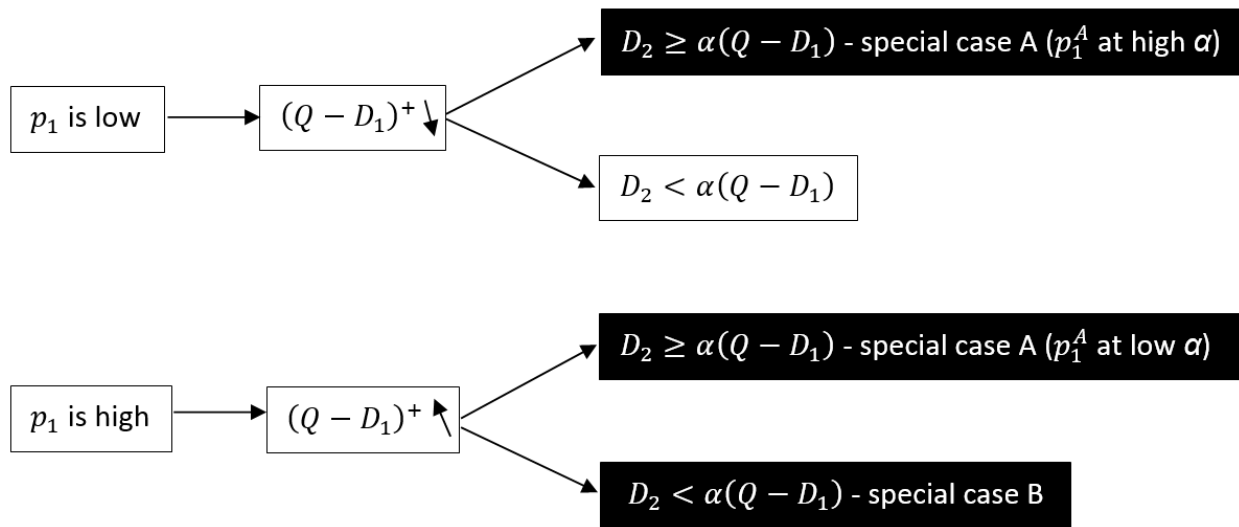 D₂ ≥ α(Q − D₁) - special case A (p₁ᴬ at high α)
p₁ is low
(Q − D₁)⁺
D₂ < α(Q − D₁)
D₂ ≥ α(Q − D₁) - special case A (p₁ᴬ at low α)
p₁ is high
(Q − D₁)⁺
D₂ < α(Q − D₁) - special case B